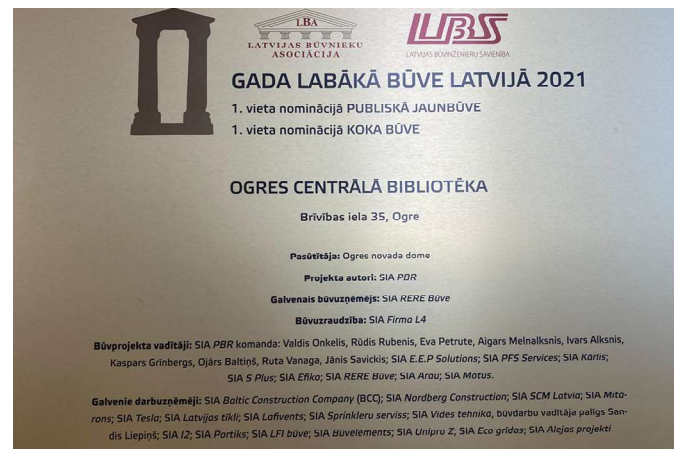 LBA
LATVIJAS BŪVNIEKU
ASOCIĀCIJA
LBS
LATVIJAS BŪVINŽENIERU SAVIENĪBA
GADA LABĀKĀ BŪVE LATVIJĀ 2021
1. vieta nominācijā PUBLISKĀ JAUNBŪVE
1. vieta nominācijā KOKA BŪVE
OGRES CENTRĀLĀ BIBLIOTĒKA
Brīvības iela 35, Ogre
Pasūtītāja: Ogres novada dome
Projekta autori: SIA PBR
Galvenais būvuzņēmējs: SIA RERE Būve
Būvuzraudzība: SIA Firma L4
Būvprojekta vadītāji: SIA PBR komanda: Valdis Onkelis, Rūdis Rubenis, Eva Petrute, Aigars Melnalksnis, Ivars Alksnis,
Kaspars Grīnbergs, Ojārs Baltiņš, Ruta Vanaga, Jānis Savickis; SIA E.E.P Solutions; SIA PFS Services; SIA Kārlis;
SIA S Plus; SIA Efiko; SIA RERE Būve; SIA Arau; SIA Motus.
Galvenie darbuzņēmēji: SIA Baltic Construction Company (BCC); SIA Nordberg Construction; SIA SCM Latvia; SIA Mita-
rons; SIA Tesla; SIA Latvijas tīkli; SIA Lafivents; SIA Sprinkleru serviss; SIA Vides tehnika, būvdarbu vadītāja palīgs San-
dis Liepiņš; SIA I2; SIA Portiks; SIA LFI būve; SIA Buvelements; SIA Unipro Z, SIA Eco grīdas; SIA Alejas projekti